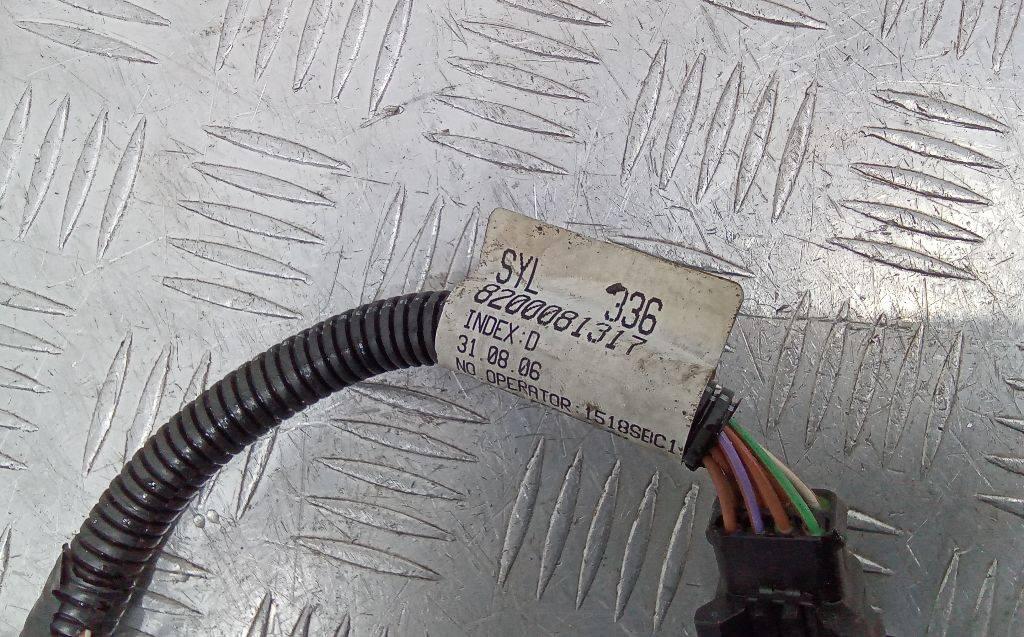 SYL 336
8200081317
INDEX:D
31.08.06
NO OPERATOR:1518SBC1